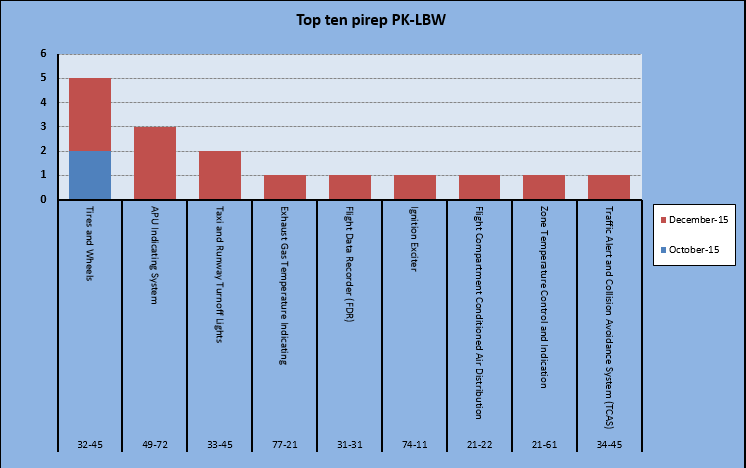 Top ten pirep PK-LBW
6
5
4
3
2
1
0
Tires and Wheels
APU Indicating System
Taxi and Runway Turnoff Lights
Exhaust Gas Temperature Indicating
Flight Data Recorder (FDR)
Ignition Exciter
Flight Compartment Conditioned Air Distribution
Zone Temperature Control and Indication
Traffic Alert and Collision Avoidance System (TCAS)
32-45 49-72 33-45 77-21 31-31 74-11 21-22 21-61 34-45
December-15
October-15